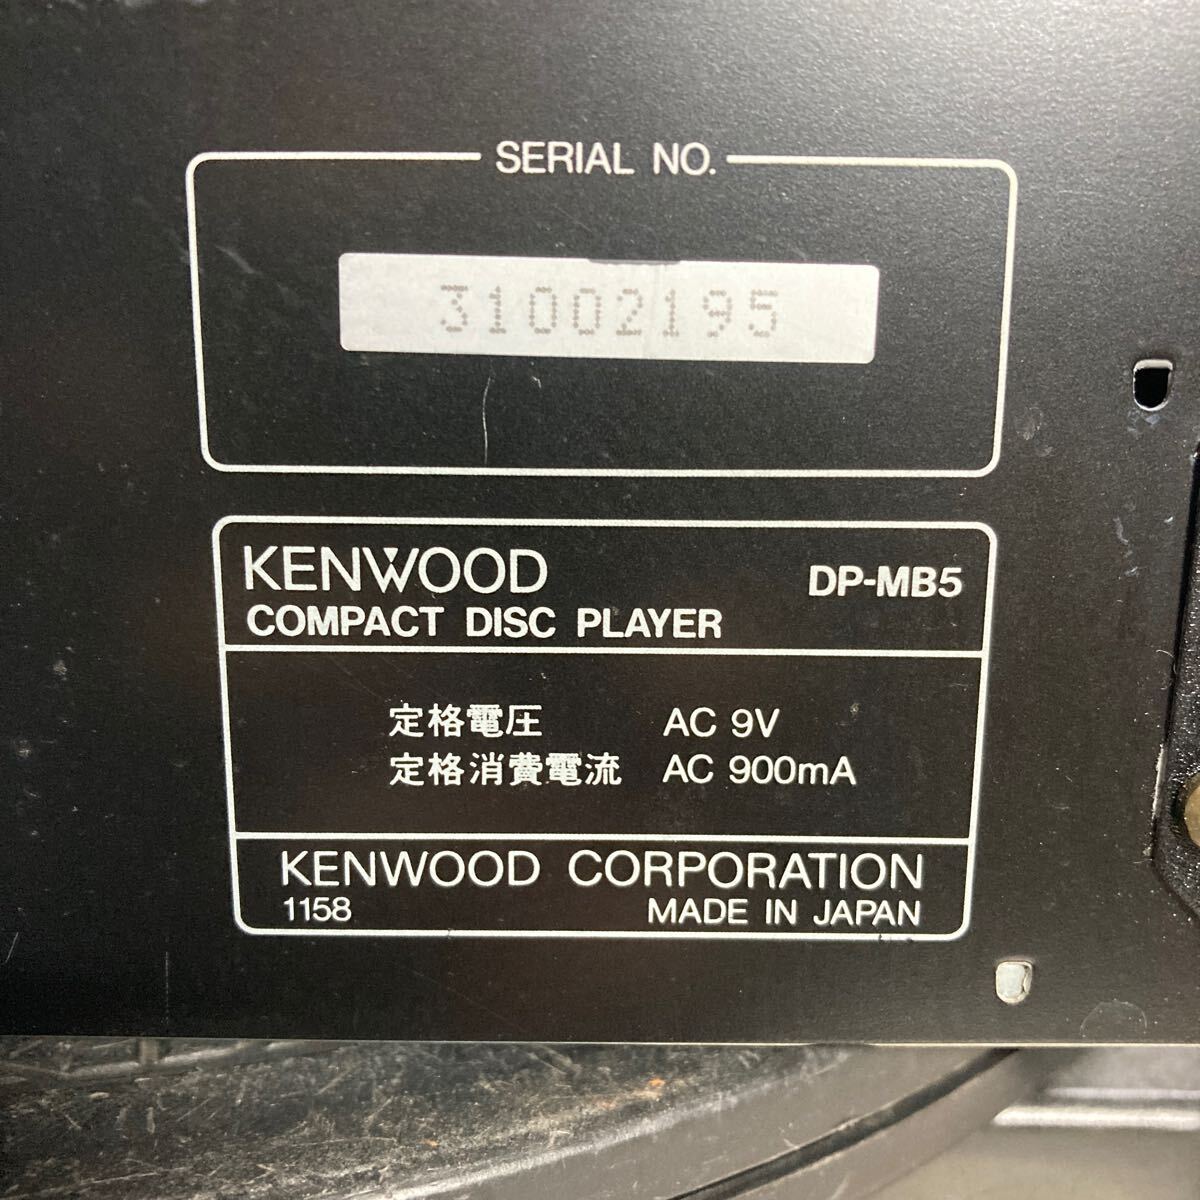 SERIAL NO.
31002195
KENWOOD DP-MB5
COMPACT DISC PLAYER
定格電圧 AC 9V
定格消費電流 AC 900mA
KENWOOD CORPORATION
1158 MADE IN JAPAN